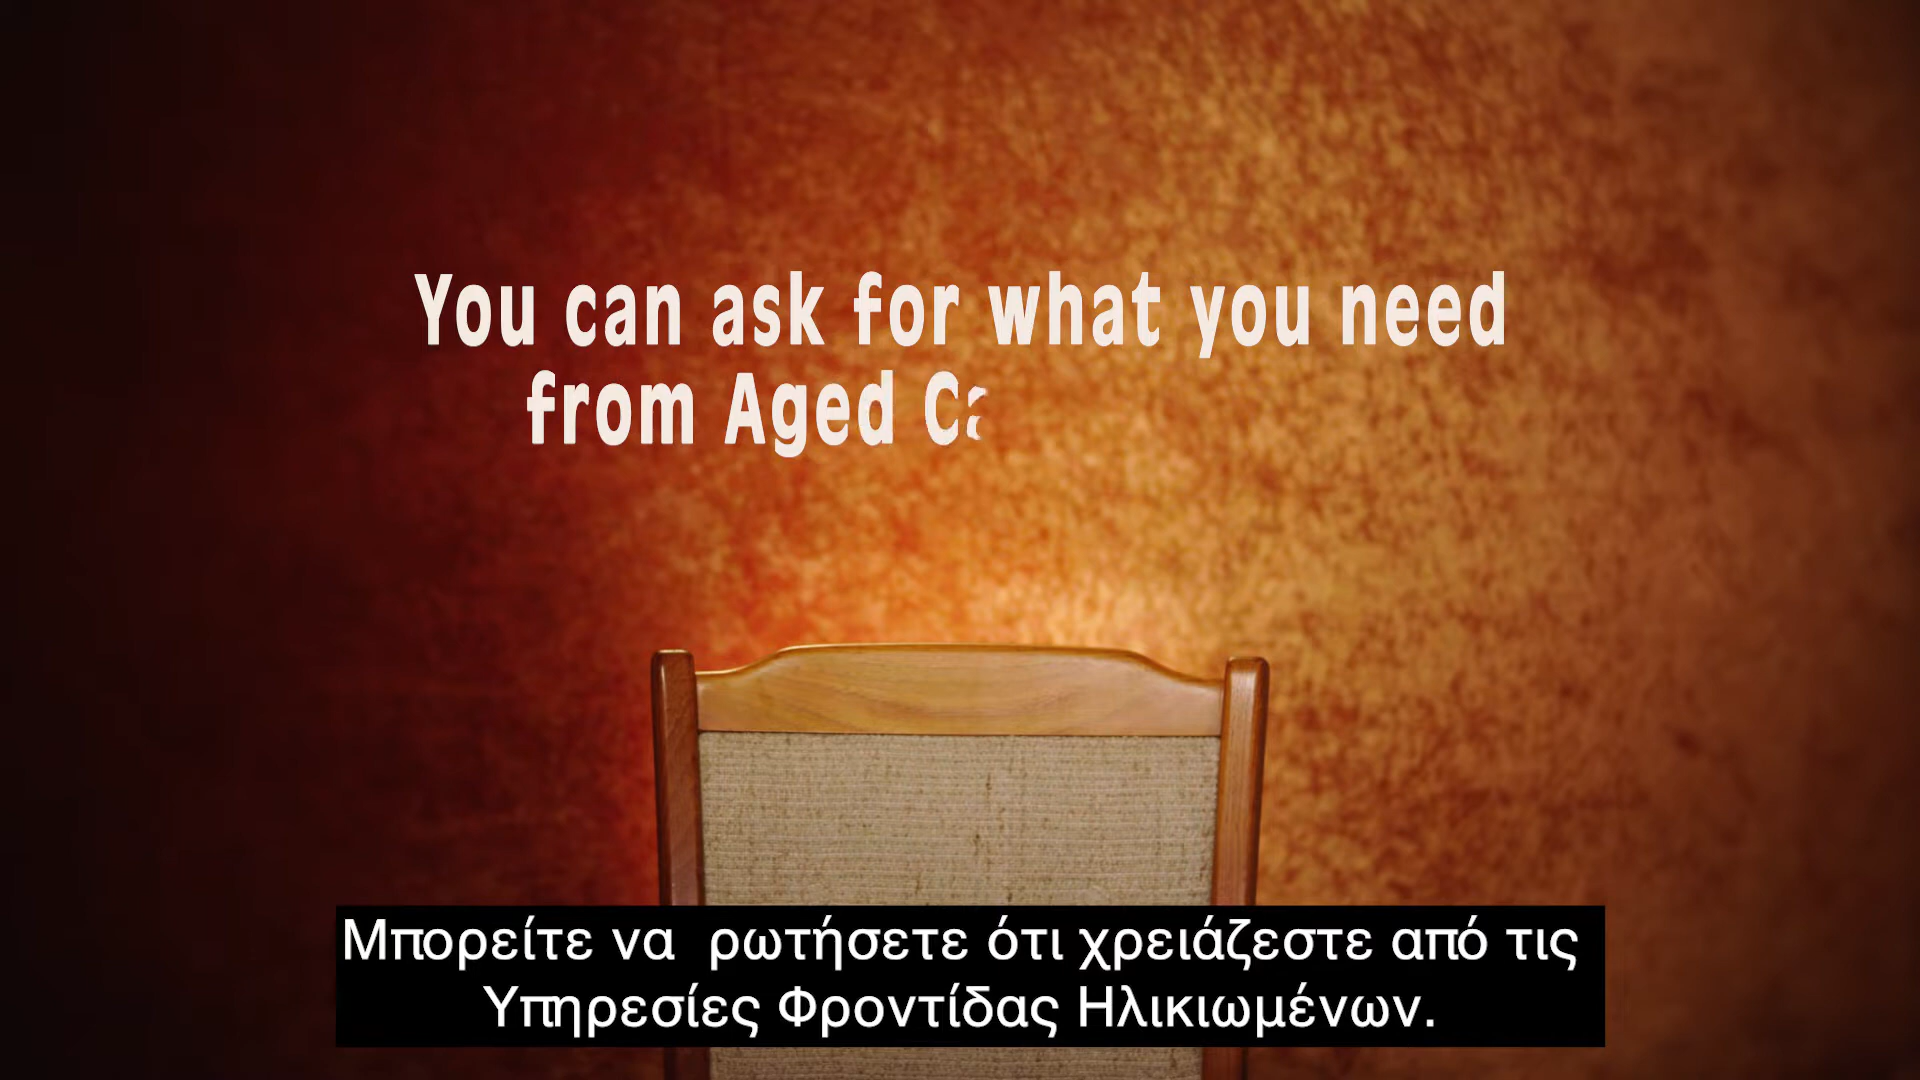 You can ask for what you need
from Aged
Μπορείτε να ρωτήσετε ότι χρειάζεστε από τις
Υπηρεσίες Φροντίδας Ηλικιωμένων.